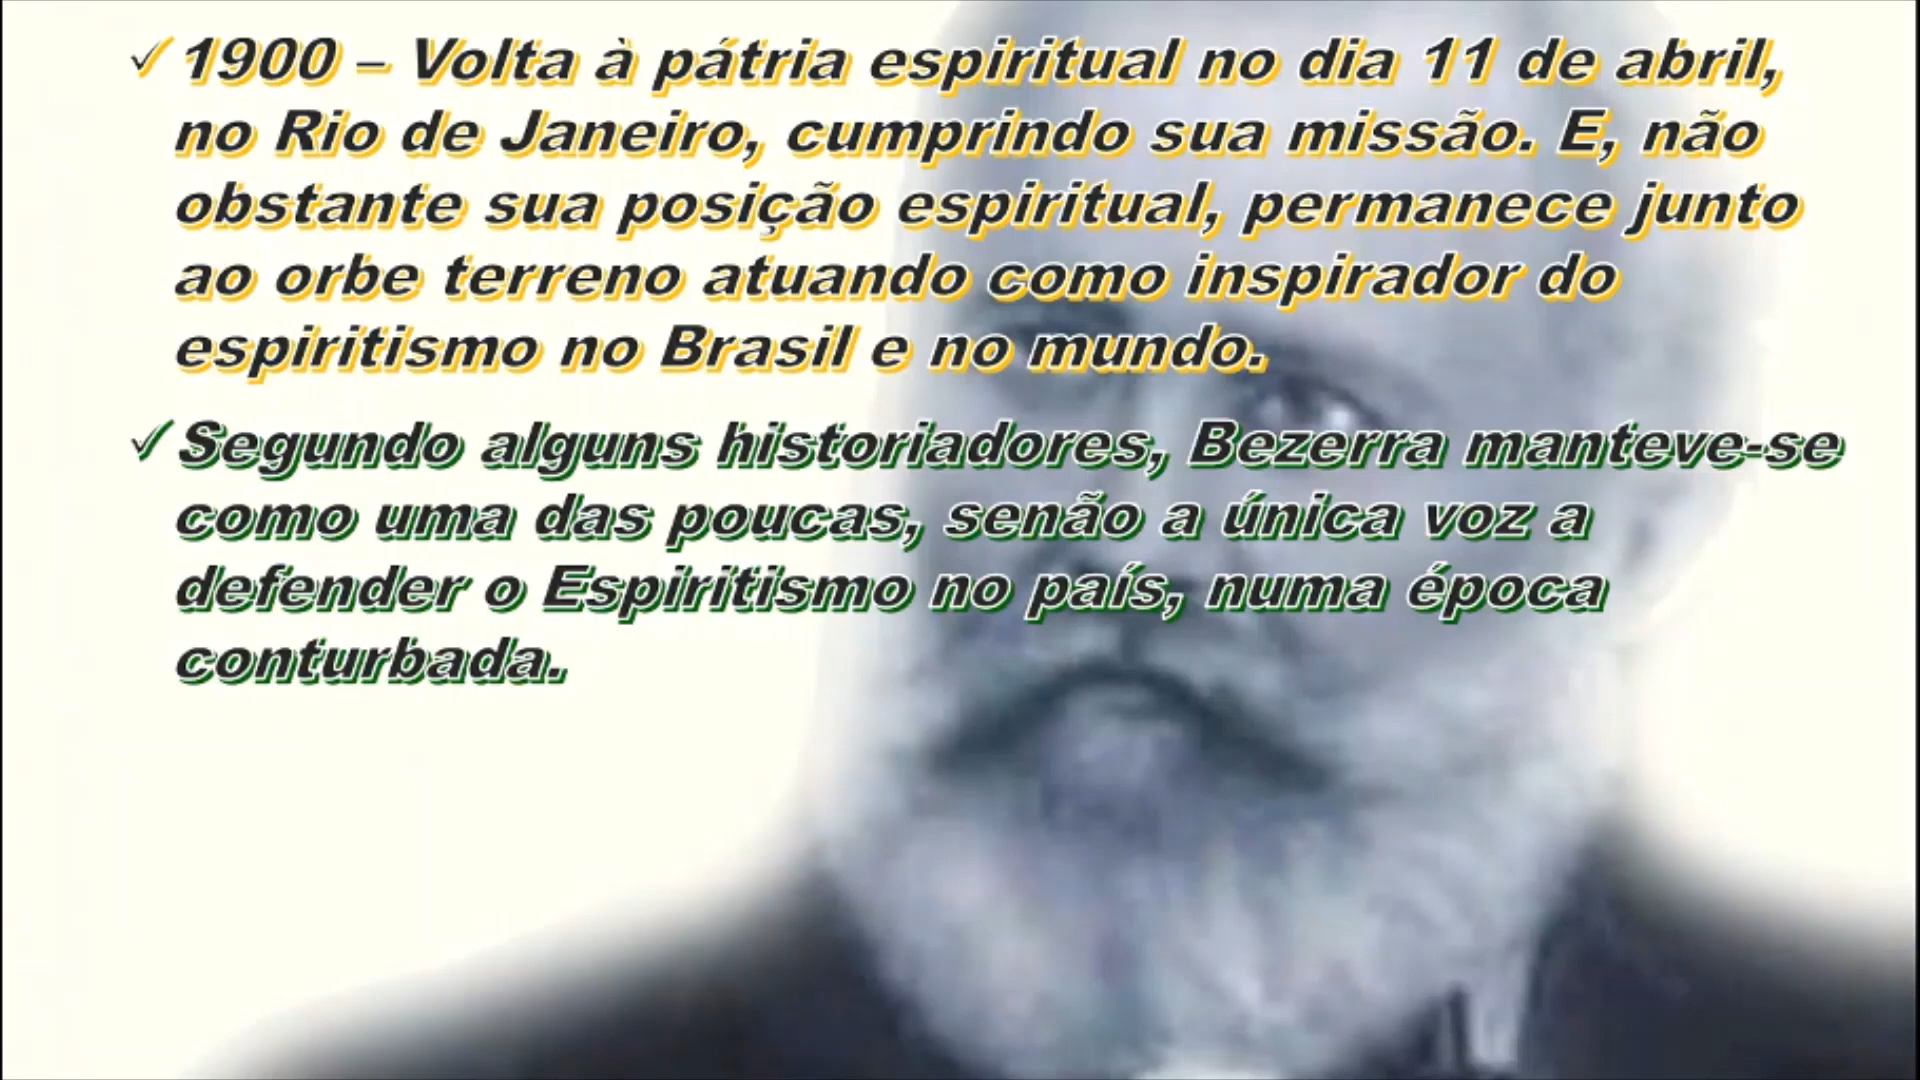 ✓ 1900 – Volta à pátria espiritual no dia 11 de abril,
no Rio de Janeiro, cumprindo sua missão. E, não
obstante sua posição espiritual, permanece junto
ao orbe terreno atuando como inspirador do
espiritismo no Brasil e no mundo.
✓ Segundo alguns historiadores, Bezerra manteve-se
como uma das poucas, senão a única voz a
defender o Espiritismo no país, numa época
conturbada.